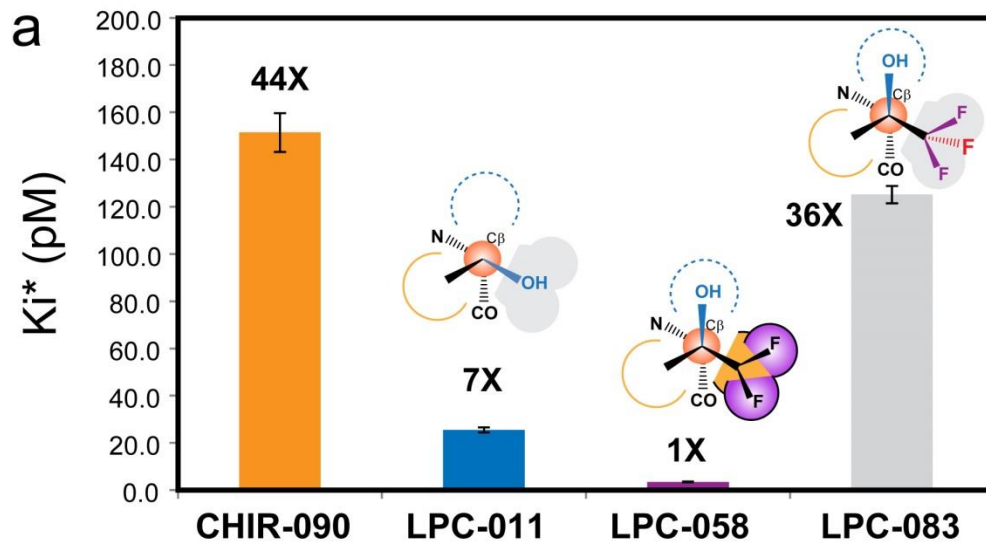 a
Ki* (pM)
200.0
180.0
160.0
140.0
120.0
100.0
80.0
60.0
40.0
20.0
0.0
44X
7X
1X
36X
N
Cβ
OH
CO
OH
N
Cβ
CO
F
F
OH
N
Cβ
CO
F
F
F
CHIR-090 LPC-011 LPC-058 LPC-083